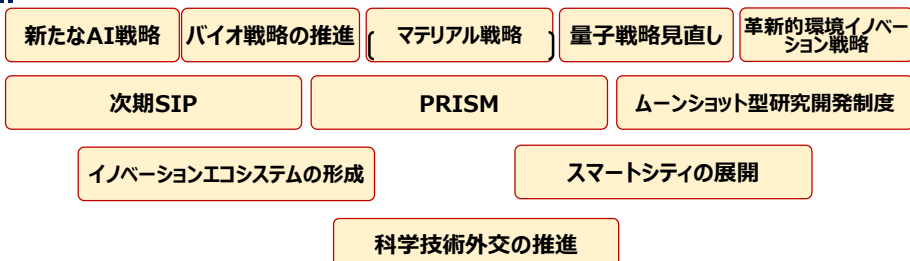 新たなAI戦略
バイオ戦略の推進
マテリアル戦略
量子戦略見直し
革新的環境イノベー
ション戦略
次期SIP
PRISM
ムーンショット型研究開発制度
イノベーションエコシステムの形成
スマートシティの展開
科学技術外交の推進